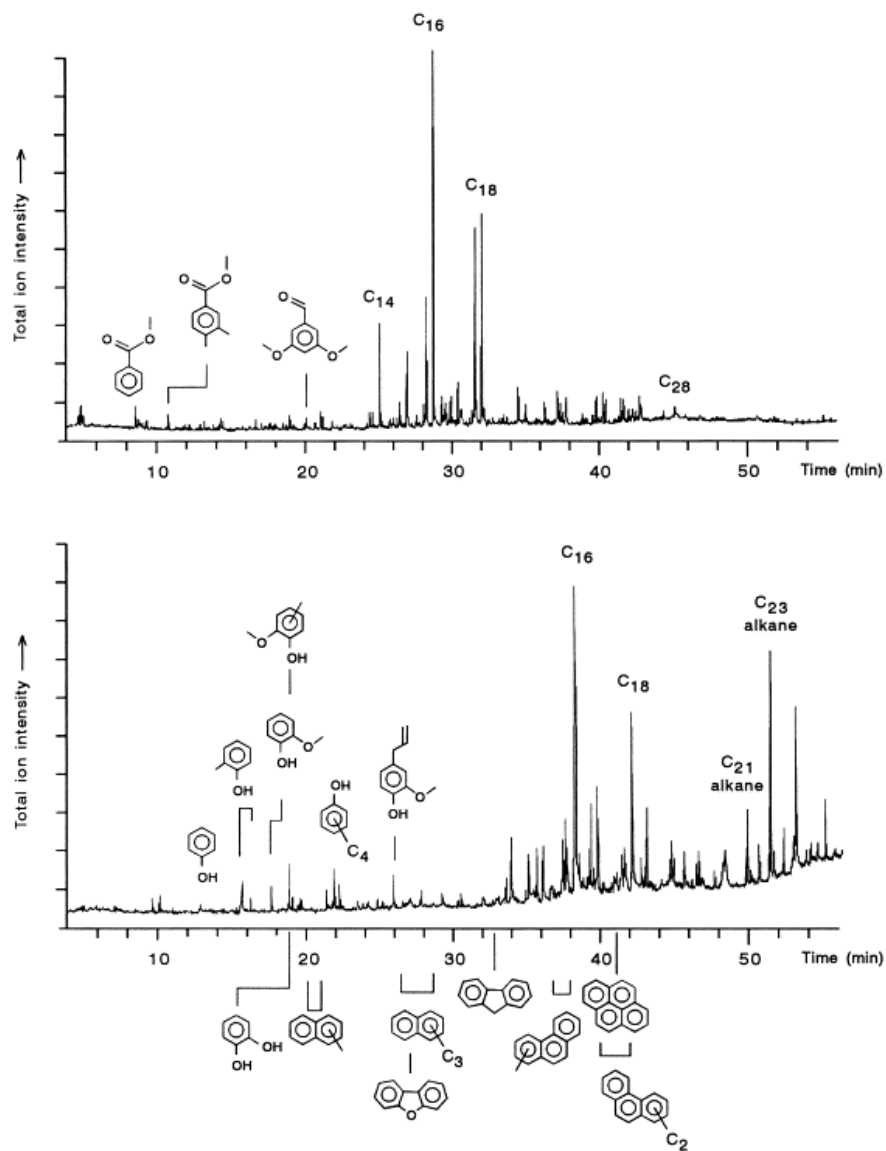 C16
Total ion intensity
C18
C14
C28
O
O
O
O
O
O
O
10 20 30 40 50 Time (min)
C16
C23
alkane
C18
C21
alkane
Total ion intensity
O
OH
OH
O
OH
OH
OH
C4
O
OH
10 20 30 40 50 Time (min)
OH
OH
C3
O
C2